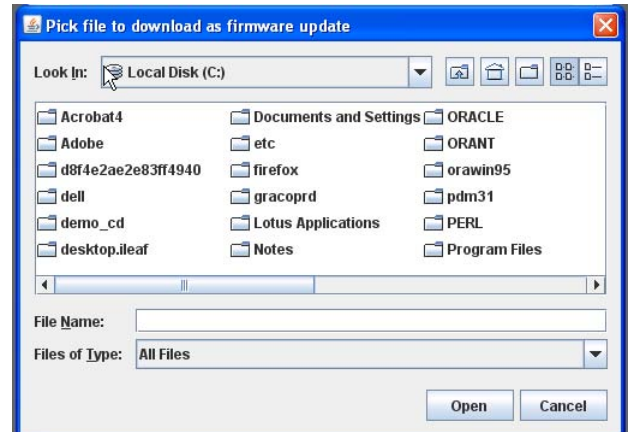 Pick file to download as firmware update
Look In: Local Disk (C:)
Acrobat4 Documents and Settings ORACLE
Adobe etc ORANT
d8f4e2ae2e83ff4940 firefox orawin95
dell gracoprd pdm31
demo_cd Lotus Applications PERL
desktop.ileaf Notes Program Files
File Name:
Files of Type: All Files
Open Cancel